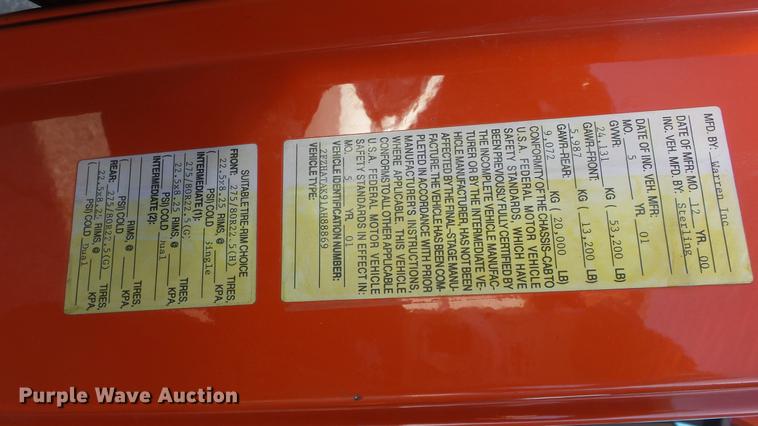 MFD. BY: Warren Inc.
DATE OF MFR: MO. 12 YR. 00
INC. VEH. MFD. BY: Sterling
DATE OF INC. VEH. MFR:
MO. 5 YR. 01
GVWR:
24,131 KG ( 53,200 LB)
GAWR-FRONT:
5,987 KG ( 13,200 LB)
GAWR-REAR:
9,072 KG ( 20,000 LB)
CONFORMITY OF THE CHASSIS-CAB TO
U.S.A. FEDERAL MOTOR VEHICLE
SAFETY STANDARDS, WHICH HAVE
BEEN PREVIOUSLY FULLY CERTIFIED BY
THE INCOMPLETE VEHICLE MANUFAC-
TURER OR BY THE INTERMEDIATE VE-
HICLE MANUFACTURER, HAS NOT BEEN
AFFECTED BY THE FINAL-STAGE MANU-
FACTURER. THE VEHICLE HAS BEEN COM-
PLETED IN ACCORDANCE WITH PRIOR
MANUFACTURER'S INSTRUCTIONS,
WHERE APPLICABLE. THIS VEHICLE
CONFORMS TO ALL OTHER APPLICABLE
U.S.A. FEDERAL MOTOR VEHICLE
SAFETY STANDARDS IN EFFECT IN:
MO. 3 YR. 01
VEHICLE IDENTIFICATION NUMBER:
VEHICLE TYPE:
SUITABLE TIRE-RIM CHOICE
FRONT: 275/80R22.5(H) TIRES,
22.5x8.25 RIMS, @ KPA,
( PSI) COLD Single
INTERMEDIATE (1):
275/80R22.5(G) TIRES,
22.5x8.25 RIMS, @ KPA,
( PSI) COLD Dual
INTERMEDIATE (2):
TIRES,
RIMS, @ KPA,
( PSI) COLD
REAR: 275/80R22.5(G) TIRES,
22.5x8.25 RIMS, @ KPA,
( PSI) COLD Dual
Purple Wave Auction